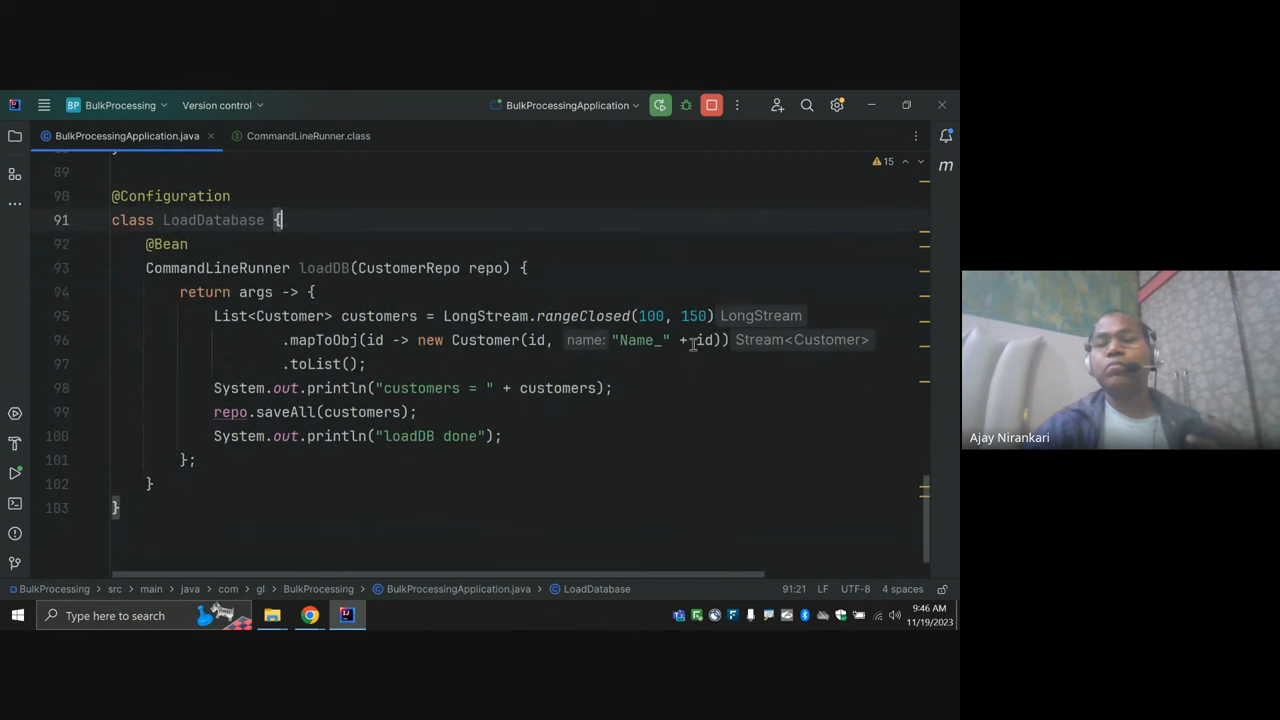 BP BulkProcessing Version control BulkProcessingApplication
BulkProcessingApplication.java CommandLineRunner.class
89
15
90 @Configuration
91 class LoadDatabase {
92 @Bean
93 CommandLineRunner loadDB(CustomerRepo repo) {
94 return args -> {
95 List<Customer> customers = LongStream.rangeClosed(100, 150) LongStream
96 .mapToObj(id -> new Customer(id, name: "Name_" + id)) Stream<Customer>
97 .toList();
98 System.out.println("customers = " + customers);
99 repo.saveAll(customers);
100 System.out.println("loadDB done");
101 };
102 }
103 }
m
Ajay Nirankari
BulkProcessing > src > main > java > com > gl > BulkProcessing > BulkProcessingApplication.java > LoadDatabase 91:21 LF UTF-8 4 spaces
Type here to search
9:46 AM
11/19/2023